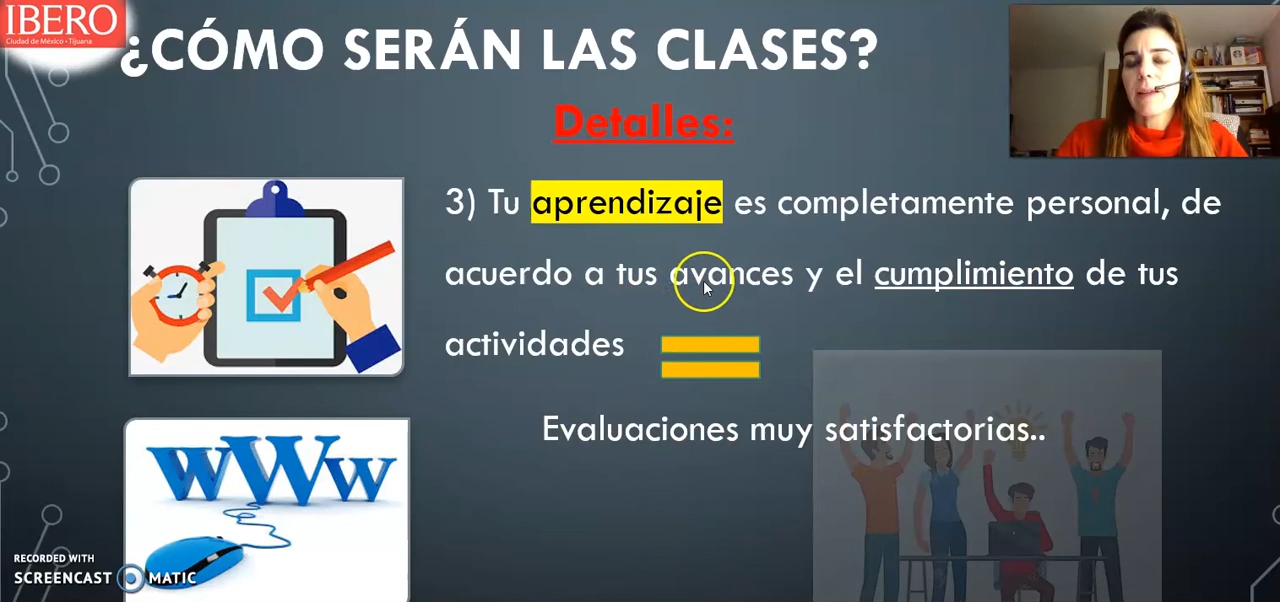 IBERO
Ciudad de México • Tijuana
¿CÓMO SERÁN LAS CLASES?
Detalles:
3) Tu aprendizaje es completamente personal, de
acuerdo a tus avances y el cumplimiento de tus
actividades
Evaluaciones muy satisfactorias..
WWW
RECORDED WITH
SCREENCAST MATIC